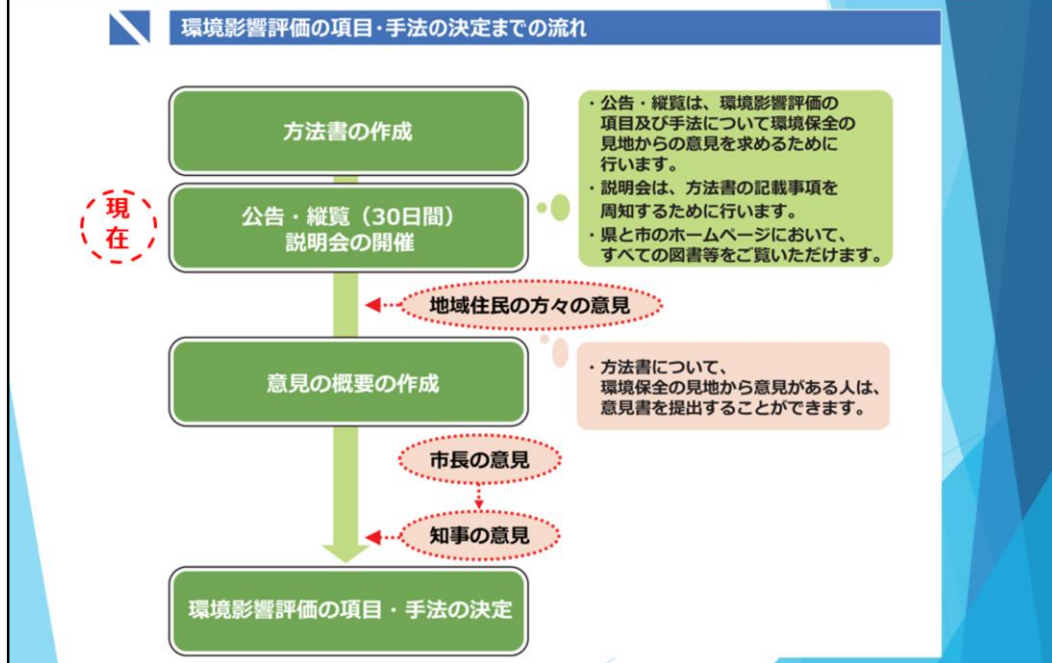 環境影響評価の項目・手法の決定までの流れ
方法書の作成
・公告・縦覧は、環境影響評価の
項目及び手法について環境保全の
見地からの意見を求めるために
行います。
・説明会は、方法書の記載事項を
周知するために行います。
・県と市のホームページにおいて、
すべての図書等をご覧いただけます。
現
在
公告・縦覧（30日間）
説明会の開催
地域住民の方々の意見
意見の概要の作成
・方法書について、
環境保全の見地から意見がある人は、
意見書を提出することができます。
市長の意見
知事の意見
環境影響評価の項目・手法の決定